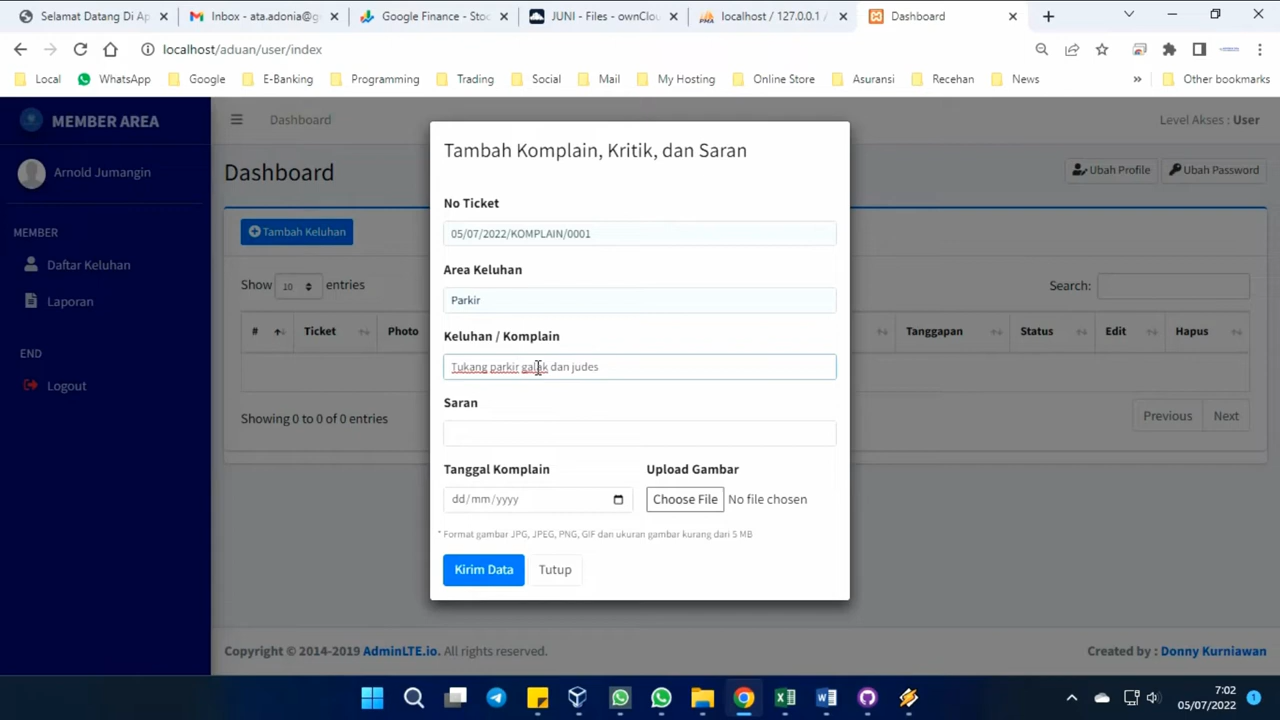 Selamat Datang Di Ap
Inbox - ata.adonia@g
Google Finance - Stoc
JUNI - Files - ownClou
localhost / 127.0.0.1 /
Dashboard
localhost/aduan/user/index
Local
WhatsApp
Google
E-Banking
Programming
Trading
Social
Mail
My Hosting
Online Store
Asuransi
Recehan
News
»
Other bookmarks
MEMBER AREA
Dashboard
Level Akses : User
Arnold Jumangin
Dashboard
Ubah Profile
Ubah Password
MEMBER
Daftar Keluhan
Laporan
END
Logout
Tambah Keluhan
Show 10 entries
Search:
# Ticket Photo Tanggapan Status Edit Hapus
Showing 0 to 0 of 0 entries
Previous Next
Tambah Komplain, Kritik, dan Saran
No Ticket
05/07/2022/KOMPLAIN/0001
Area Keluhan
Parkir
Keluhan / Komplain
Tukang parkir galak dan judes
Saran
Tanggal Komplain
Upload Gambar
dd/mm/yyyy
Choose File No file chosen
* Format gambar JPG, JPEG, PNG, GIF dan ukuran gambar kurang dari 5 MB
Kirim Data
Tutup
Copyright © 2014-2019 AdminLTE.io. All rights reserved.
Created by : Donny Kurniawan
7:02
05/07/2022
1